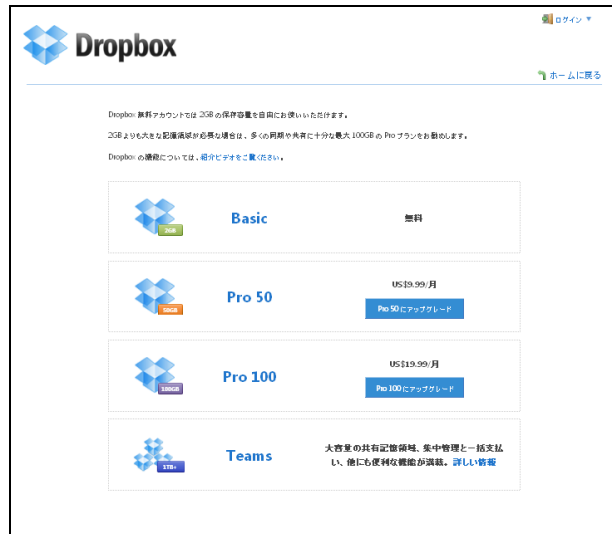 ログイン ▼
Dropbox
ホームに戻る
Dropbox 無料アカウントでは 2GB の保存容量を自由にお使いいただけます。
2GB よりも大きな記憶領域が必要な場合は、多くの同期や共有に十分な最大 100GB の Pro プランをお勧めします。
Dropbox の機能については、紹介ビデオをご覧ください。
2GB
Basic
無料
50GB
Pro 50
US$9.99/月
Pro 50 にアップグレード
100GB
Pro 100
US$19.99/月
Pro 100 にアップグレード
1TB+
Teams
大容量の共有記憶領域、集中管理と一括支払
い、他にも便利な機能が満載。詳しい情報